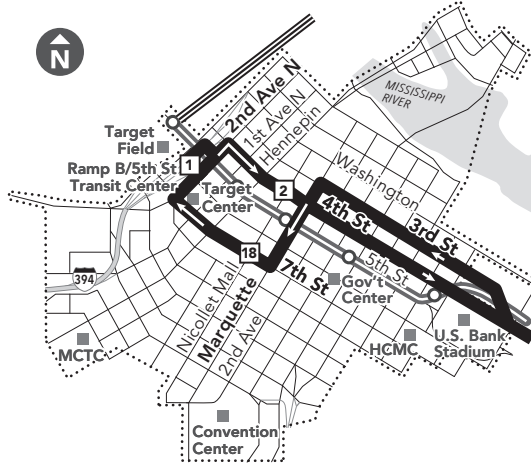 N
2nd Ave N
1st Ave N
Hennepin
MISSISSIPPI
RIVER
Target
Field
Ramp B/5th St
Transit Center
1
Target
Center
2
Washington
4th St
3rd St
5th St
18
7th St
Gov't
Center
Nicollet Mall
Marquette
2nd Ave
394
MCTC
HCMC
U.S. Bank
Stadium
Convention
Center